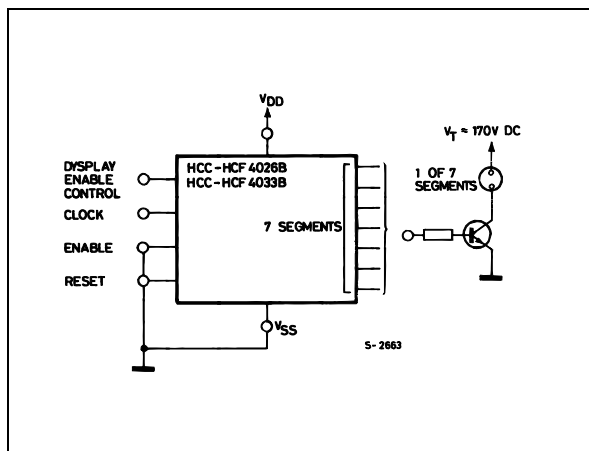 VDD
VT = 170V DC
DYSPLAY
ENABLE
CONTROL
CLOCK
ENABLE
RESET
HCC-HCF 4026B
HCC-HCF 4033B
7 SEGMENTS
1 OF 7
SEGMENTS
VSS
S-2663